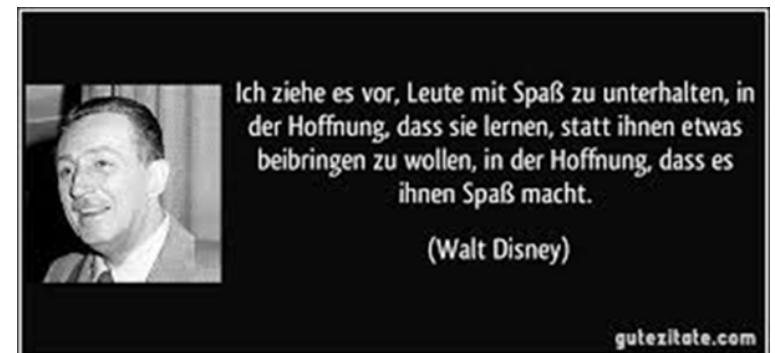 Ich ziehe es vor, Leute mit Spaß zu unterhalten, in
der Hoffnung, dass sie lernen, statt ihnen etwas
beibringen zu wollen, in der Hoffnung, dass es
ihnen Spaß macht.
(Walt Disney)
gutezitate.com